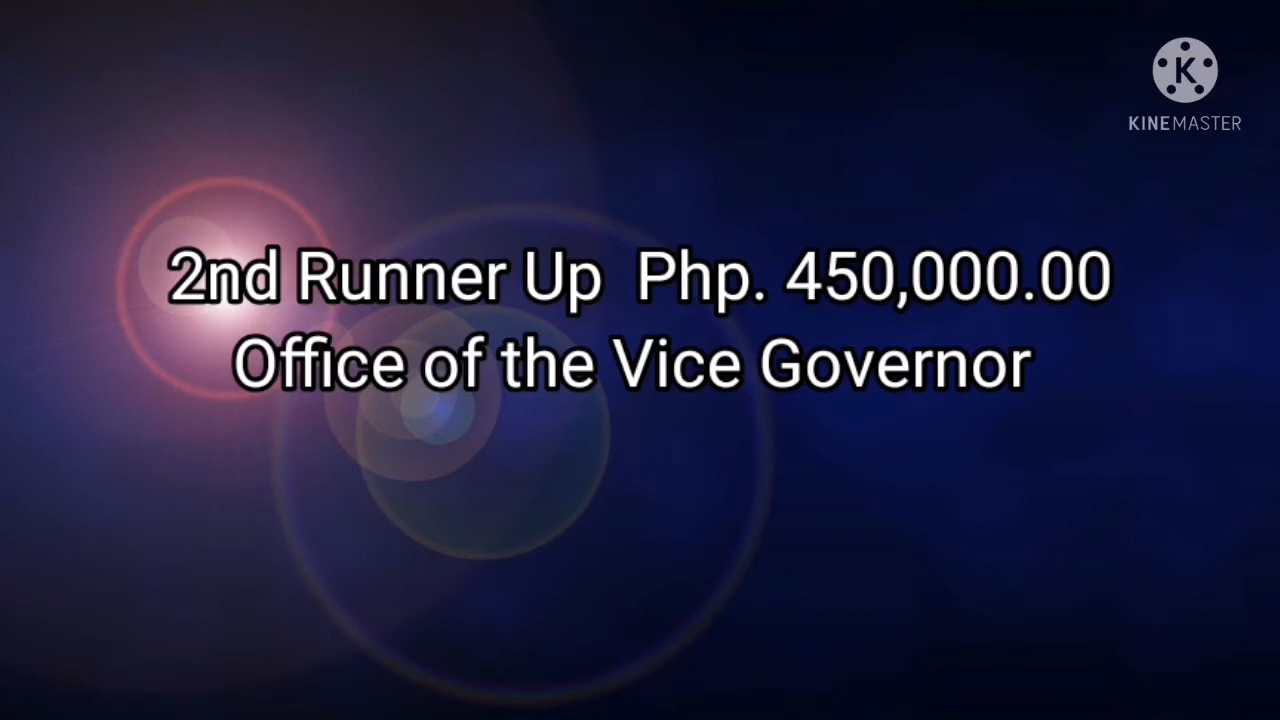 K
KINEMASTER
2nd Runner Up Php. 450,000.00
Office of the Vice Governor